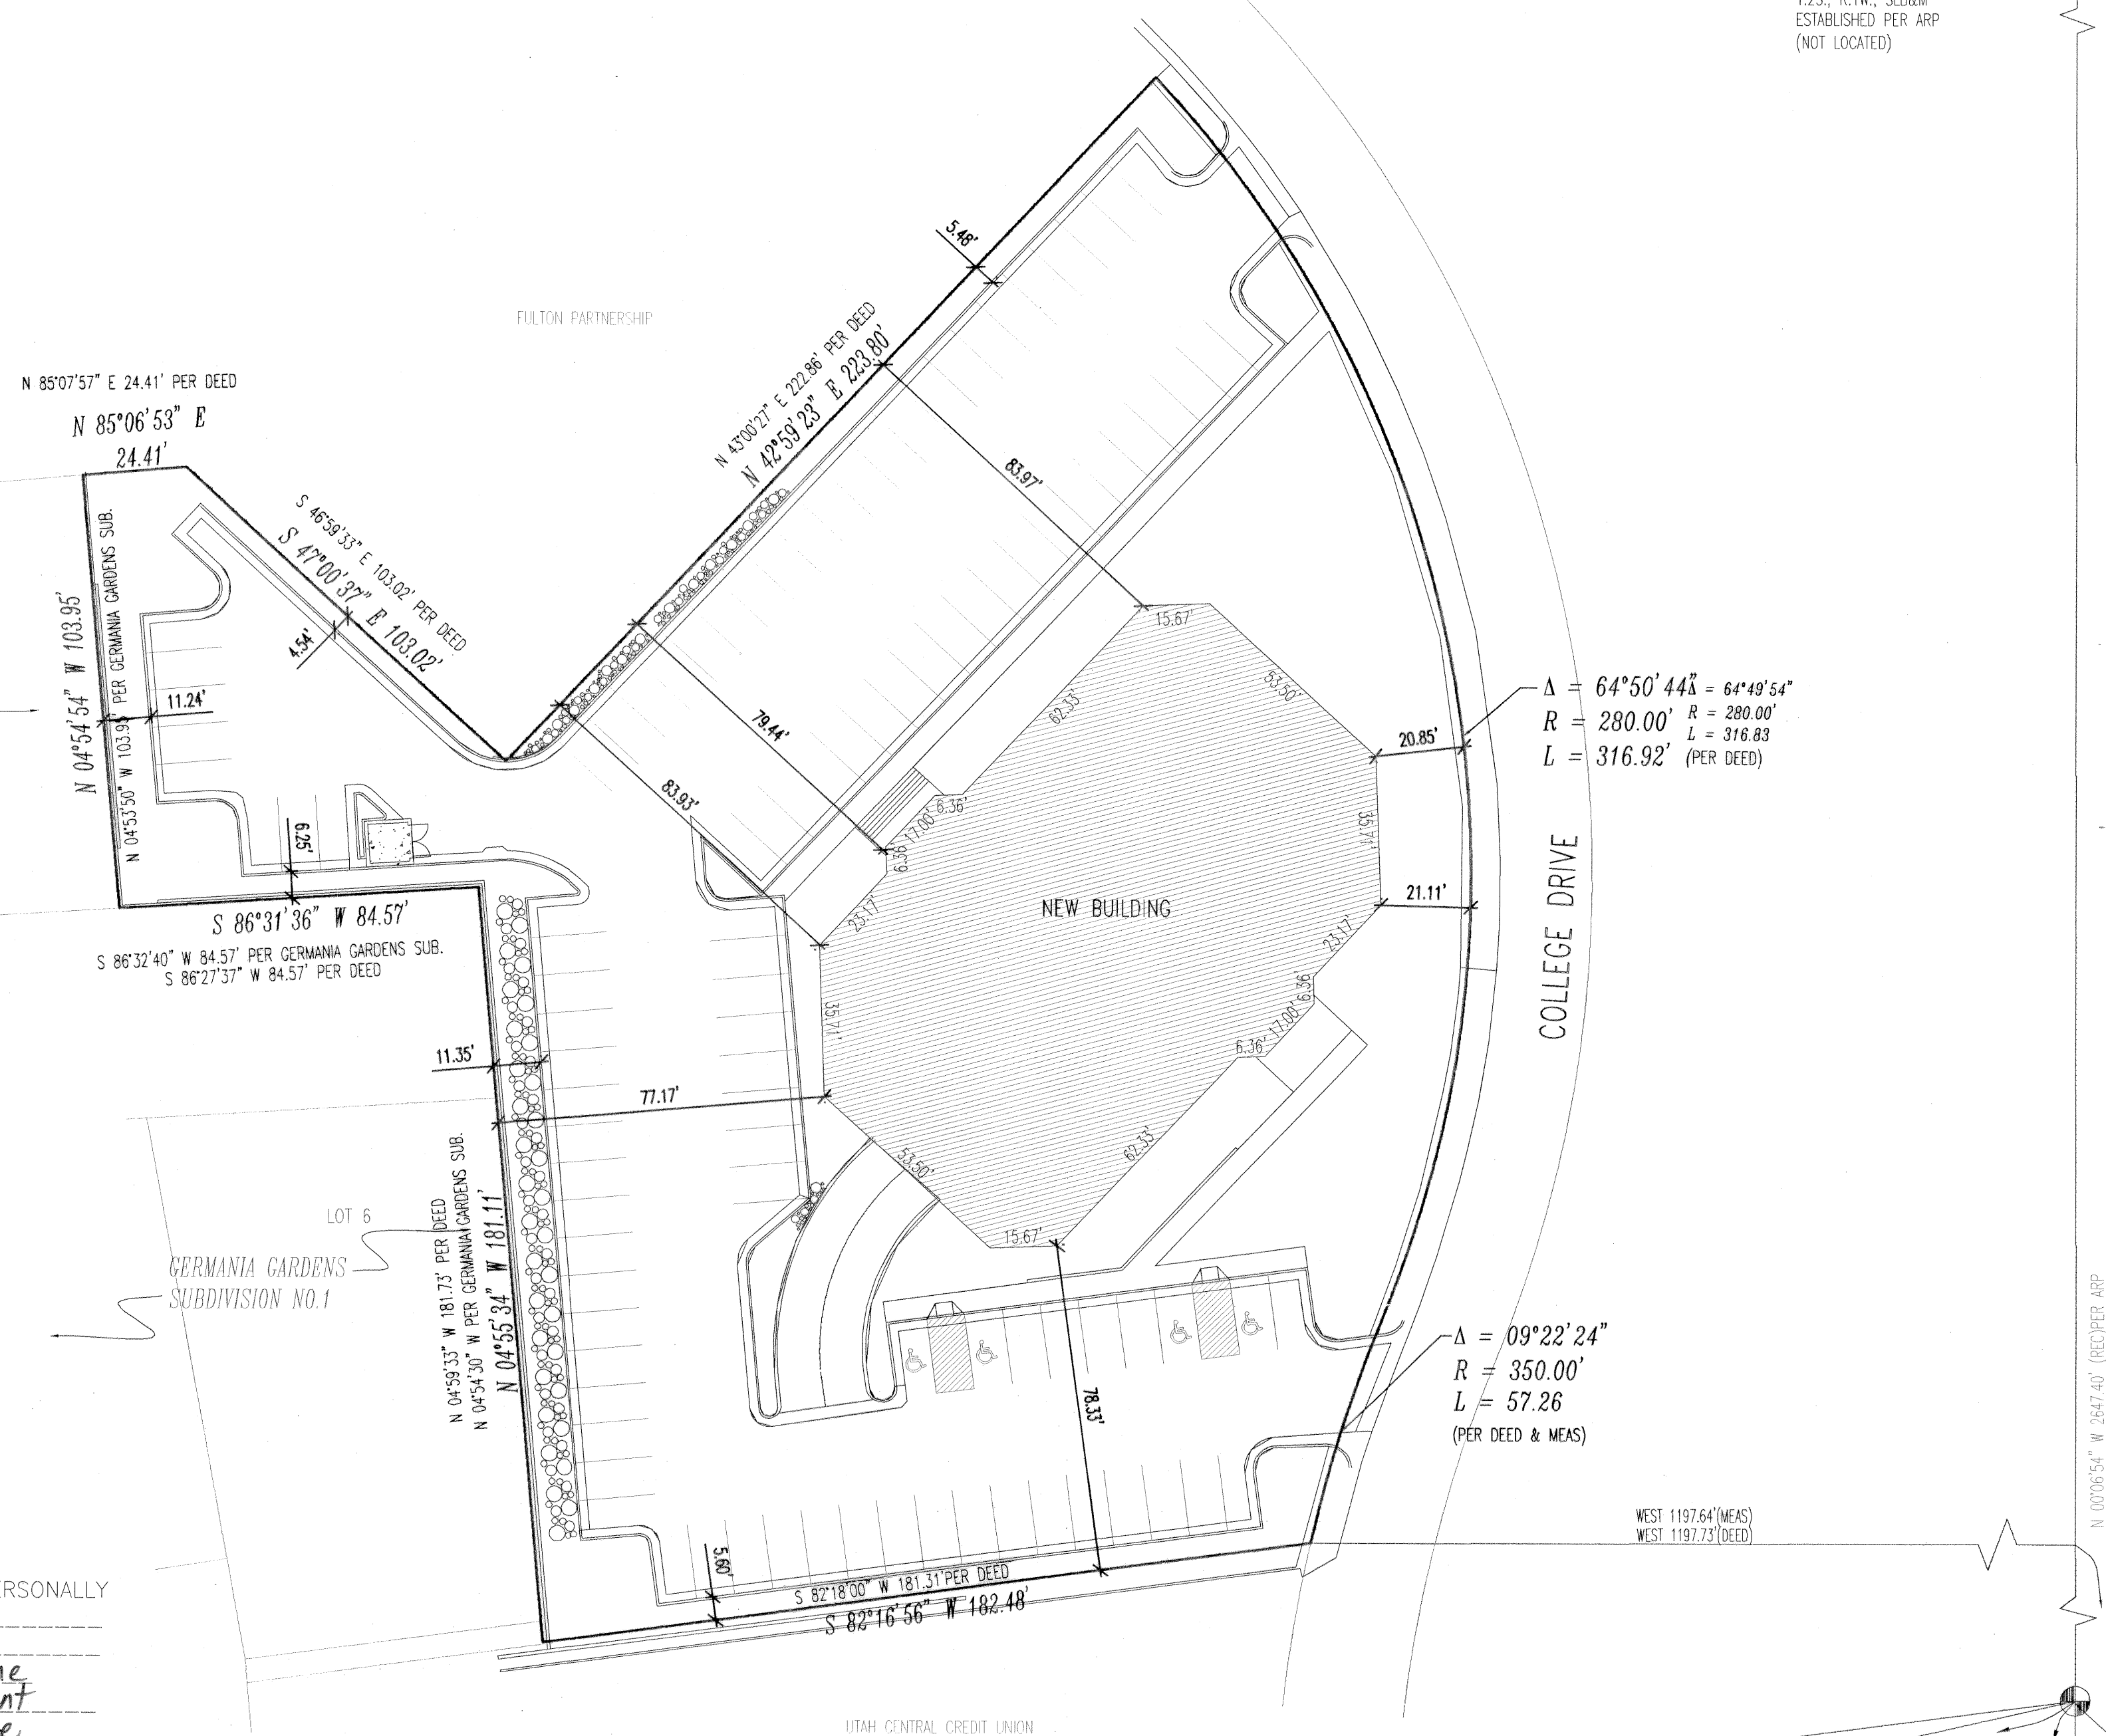 ESTABLISHED PER ARP
(NOT LOCATED)
FULTON PARTNERSHIP
N 85°07'57" E 24.41' PER DEED
N 85°06'53" E
24.41'
S 46°59'33" E 103.02' PER DEED
S 47°00'37" E 103.02'
4.54'
N 43°00'27" E 222.86' PER DEED
N 42°59'23" E 223.80'
5.48'
83.97'
79.44'
83.93'
N 04°54'54" W 103.95'
N 04°53'50" W 103.95' PER GERMANIA GARDENS SUB.
11.24'
6.25'
S 86°31'36" W 84.57'
S 86°32'40" W 84.57' PER GERMANIA GARDENS SUB.
S 86°27'37" W 84.57' PER DEED
15.67'
53.50'
62.33'
6.36'
17.00'
6.36'
23.17'
35.71'
NEW BUILDING
35.71'
23.17'
6.36'
17.00'
6.36'
62.33'
53.50'
15.67'
20.85'
21.11'
Δ = 64°50'44"
R = 280.00'
L = 316.92'
Δ = 64°49'54"
R = 280.00'
L = 316.83
(PER DEED)
COLLEGE DRIVE
11.35'
77.17'
N 04°59'33" W 181.73' PER DEED
N 04°54'30" W PER GERMANIA GARDENS SUB.
N 04°55'34" W 181.11'
LOT 6
GERMANIA GARDENS
SUBDIVISION NO.1
78.33'
Δ = 09°22'24"
R = 350.00'
L = 57.26
(PER DEED & MEAS)
WEST 1197.64'(MEAS)
WEST 1197.73'(DEED)
N 00°06'54" W 2647.40' (REC)PER ARP
5.60'
S 82°18'00" W 181.31'PER DEED
S 82°16'56" W 182.48'
UTAH CENTRAL CREDIT UNION